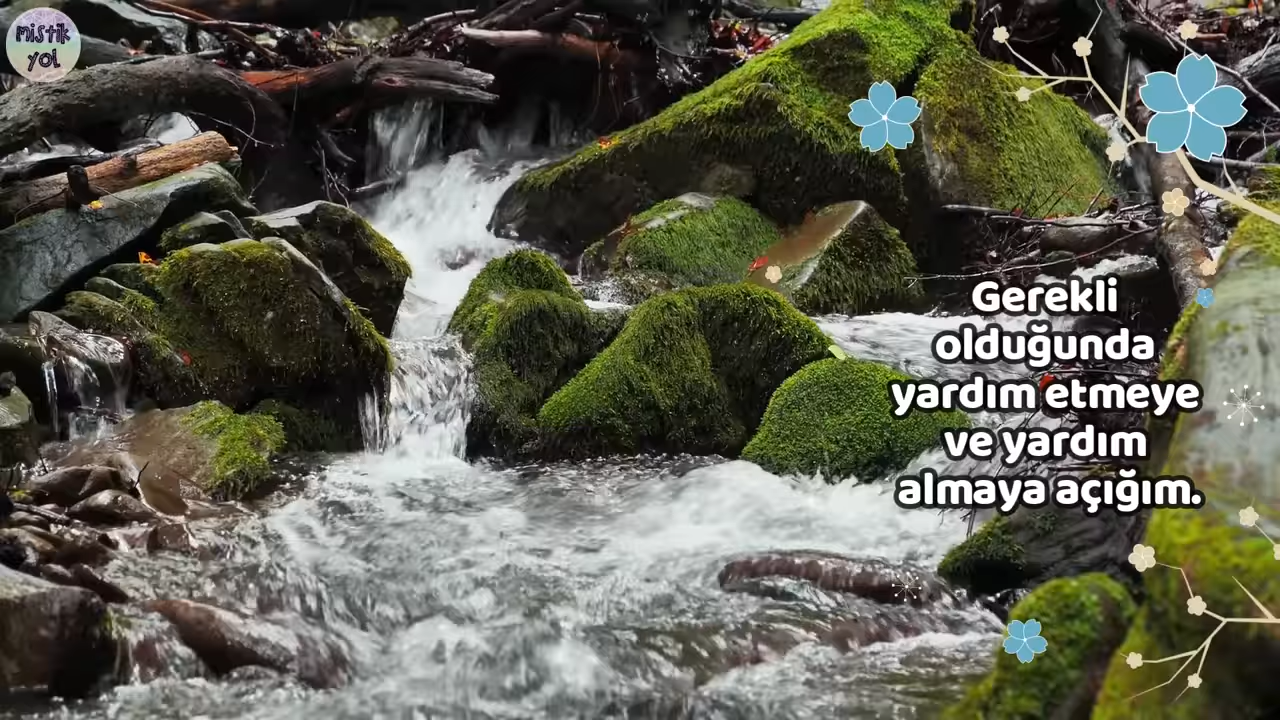 mistik
yol
Gerekli
olduğunda
yardım etmeye
ve yardım
almaya açığım.